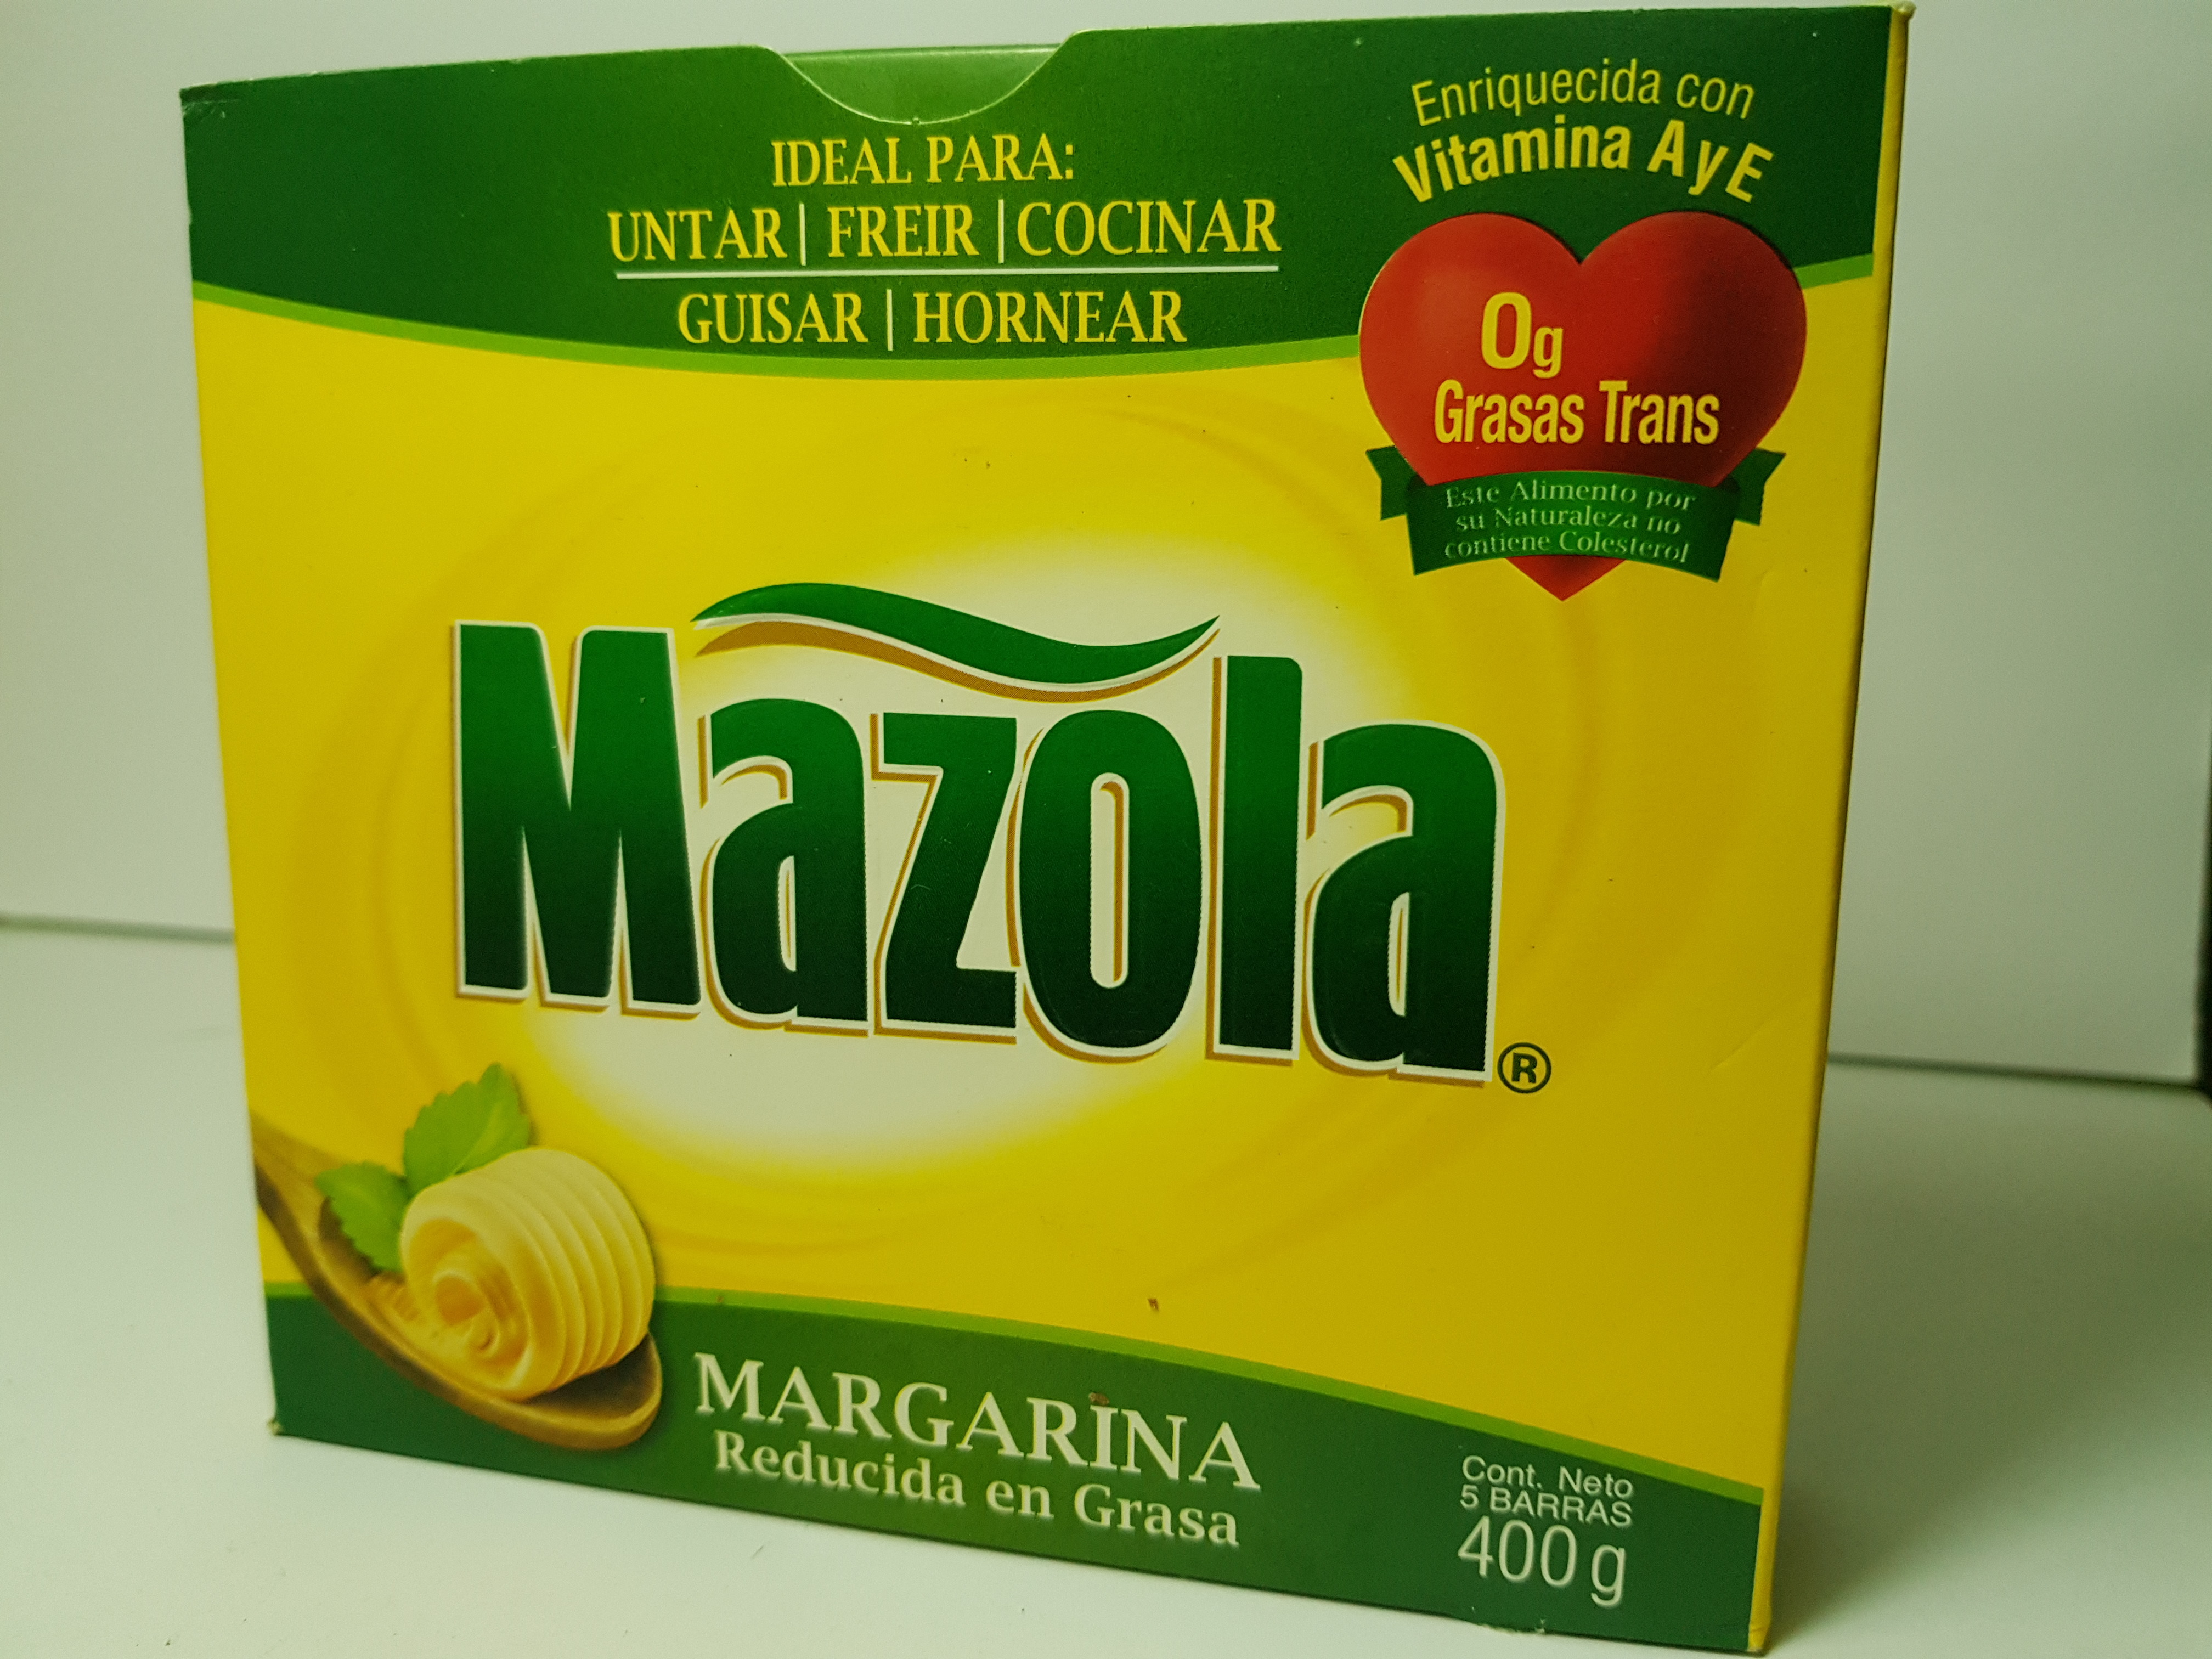 IDEAL PARA:
UNTAR | FREIR | COCINAR
GUISAR | HORNEAR
Enriquecida con
Vitamina A y E
0g
Grasas Trans
Este Alimento por
su Naturaleza no
contiene Colesterol
Mazola®
MARGARINA
Reducida en Grasa
Cont. Neto
5 BARRAS
400 g